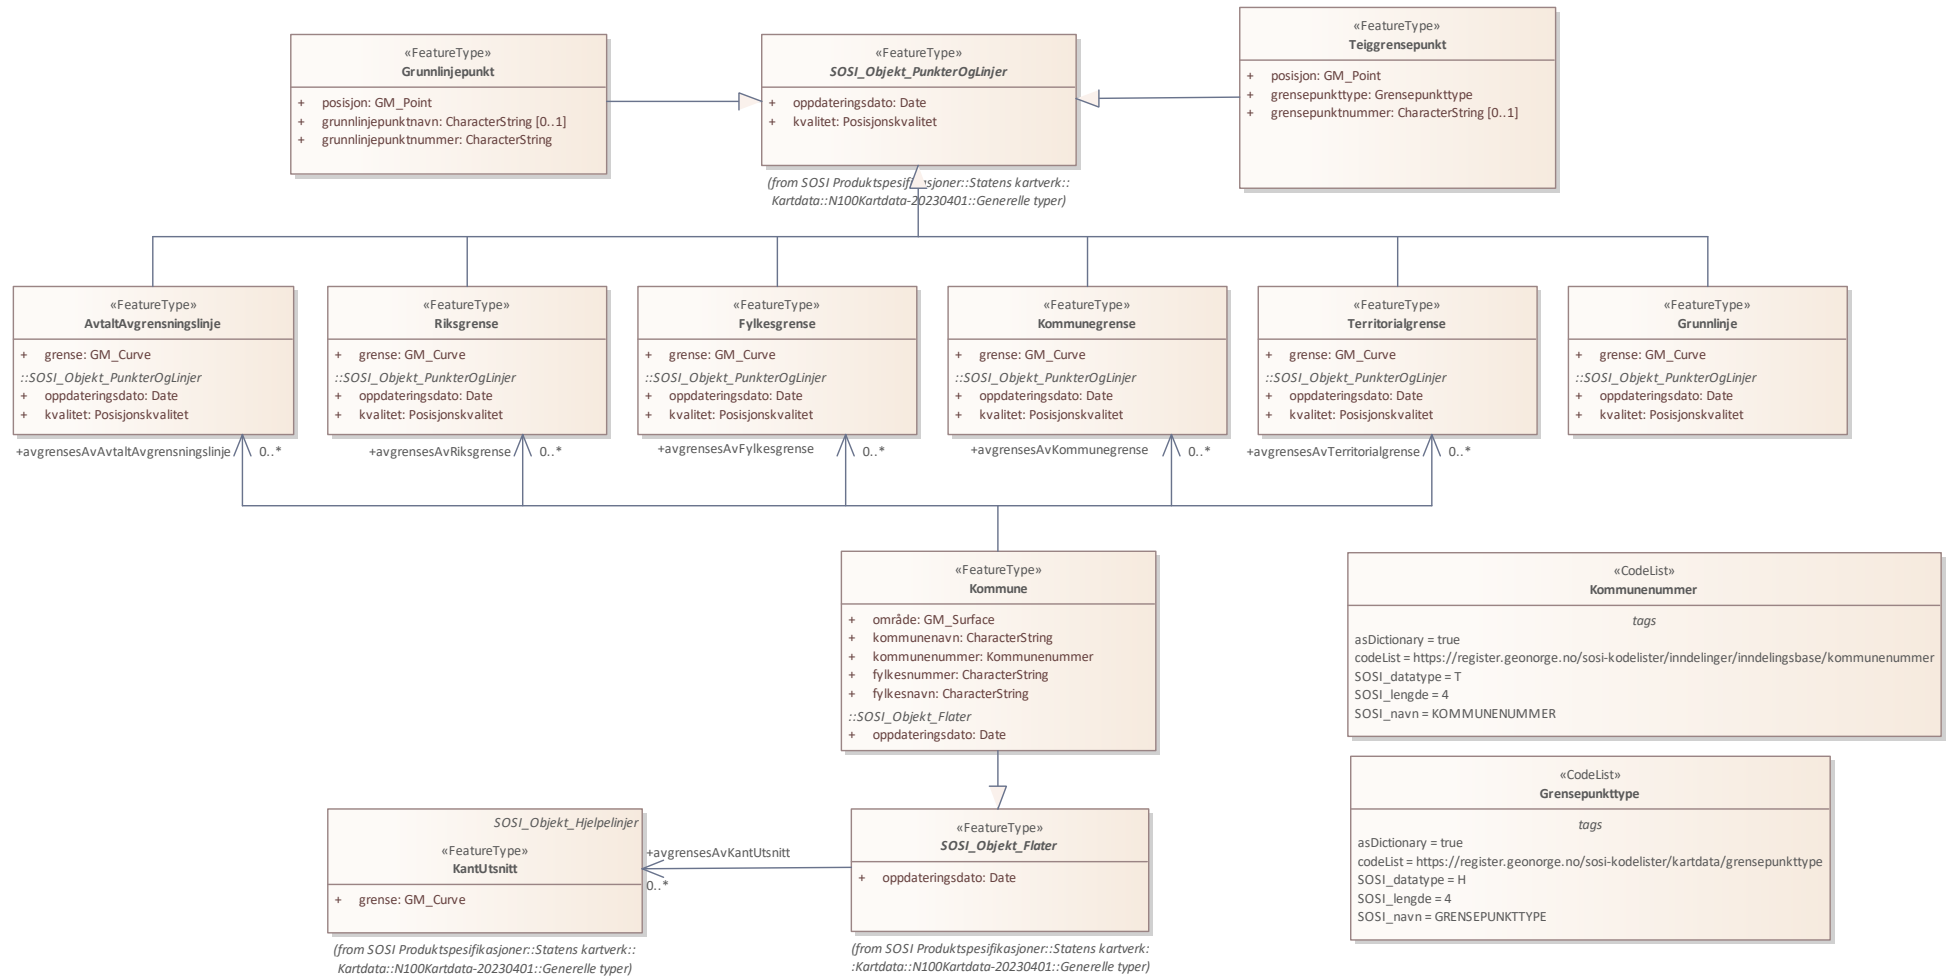 «FeatureType»
Grunnlinjepunkt
+ posisjon: GM_Point
+ grunnlinjepunktnavn: CharacterString [0..1]
+ grunnlinjepunktnummer: CharacterString
«FeatureType»
SOSI_Objekt_PunkterOgLinjer
+ oppdateringsdato: Date
+ kvalitet: Posisjonskvalitet
(from SOSI Produktspesifikasjoner::Statens kartverk::
Kartdata::N100Kartdata-20230401::Generelle typer)
«FeatureType»
Teiggrensepunkt
+ posisjon: GM_Point
+ grensepunkttype: Grensepunkttype
+ grensepunktnummer: CharacterString [0..1]
«FeatureType»
AvtaltAvgrensningslinje
+ grense: GM_Curve
::SOSI_Objekt_PunkterOgLinjer
+ oppdateringsdato: Date
+ kvalitet: Posisjonskvalitet
«FeatureType»
Riksgrense
+ grense: GM_Curve
::SOSI_Objekt_PunkterOgLinjer
+ oppdateringsdato: Date
+ kvalitet: Posisjonskvalitet
«FeatureType»
Fylkesgrense
+ grense: GM_Curve
::SOSI_Objekt_PunkterOgLinjer
+ oppdateringsdato: Date
+ kvalitet: Posisjonskvalitet
«FeatureType»
Kommunegrense
+ grense: GM_Curve
::SOSI_Objekt_PunkterOgLinjer
+ oppdateringsdato: Date
+ kvalitet: Posisjonskvalitet
«FeatureType»
Territorialgrense
+ grense: GM_Curve
::SOSI_Objekt_PunkterOgLinjer
+ oppdateringsdato: Date
+ kvalitet: Posisjonskvalitet
«FeatureType»
Grunnlinje
+ grense: GM_Curve
::SOSI_Objekt_PunkterOgLinjer
+ oppdateringsdato: Date
+ kvalitet: Posisjonskvalitet
+avgrensesAvAvtaltAvgrensningslinje 0..*
+avgrensesAvRiksgrense 0..*
+avgrensesAvFylkesgrense 0..*
+avgrensesAvKommunegrense 0..*
+avgrensesAvTerritorialgrense 0..*
«FeatureType»
Kommune
+ område: GM_Surface
+ kommunenavn: CharacterString
+ kommunenummer: Kommunenummer
+ fylkesnummer: CharacterString
+ fylkesnavn: CharacterString
::SOSI_Objekt_Flater
+ oppdateringsdato: Date
«CodeList»
Kommunenummer
tags
asDictionary = true
codeList = https://register.geonorge.no/sosi-kodelister/inndelinger/inndelingsbase/kommunenummer
SOSI_datatype = T
SOSI_lengde = 4
SOSI_navn = KOMMUNENUMMER
«CodeList»
Grensepunkttype
tags
asDictionary = true
codeList = https://register.geonorge.no/sosi-kodelister/kartdata/grensepunkttype
SOSI_datatype = H
SOSI_lengde = 4
SOSI_navn = GRENSEPUNKTTYPE
SOSI_Objekt_Hjelpelinjer
«FeatureType»
KantUtsnitt
+ grense: GM_Curve
(from SOSI Produktspesifikasjoner::Statens kartverk::
Kartdata::N100Kartdata-20230401::Generelle typer)
+avgrensesAvKantUtsnitt
0..*
«FeatureType»
SOSI_Objekt_Flater
+ oppdateringsdato: Date
(from SOSI Produktspesifikasjoner::Statens kartverk:
:Kartdata::N100Kartdata-20230401::Generelle typer)